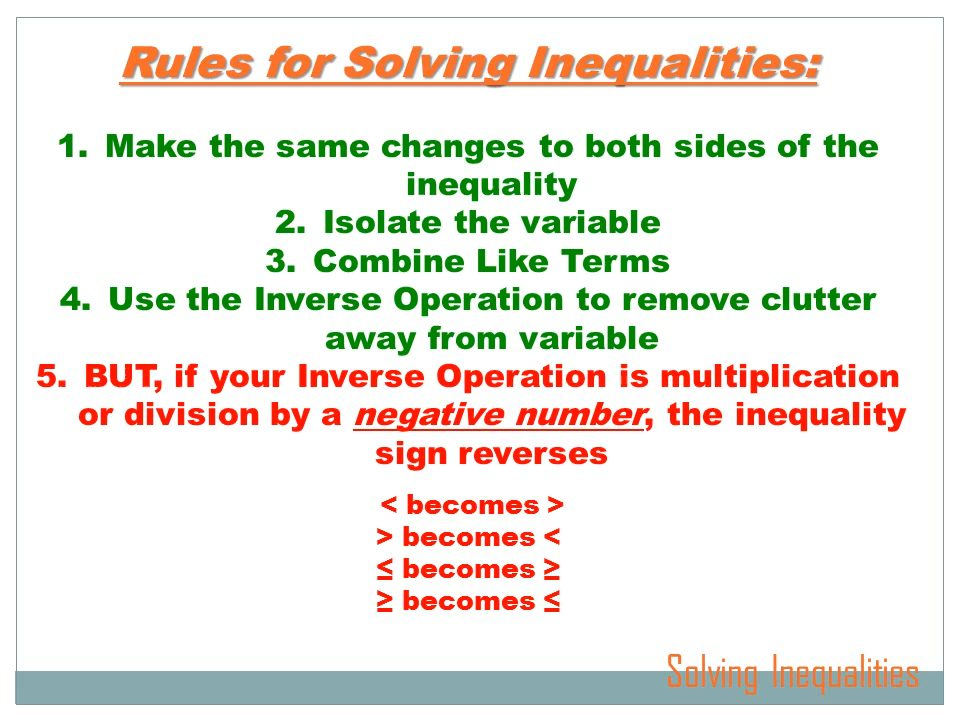 Rules for Solving Inequalities:
1. Make the same changes to both sides of the
inequality
2. Isolate the variable
3. Combine Like Terms
4. Use the Inverse Operation to remove clutter
away from variable
5. BUT, if your Inverse Operation is multiplication
or division by a negative number, the inequality
sign reverses
< becomes >
> becomes <
≤ becomes ≥
≥ becomes ≤
Solving Inequalities